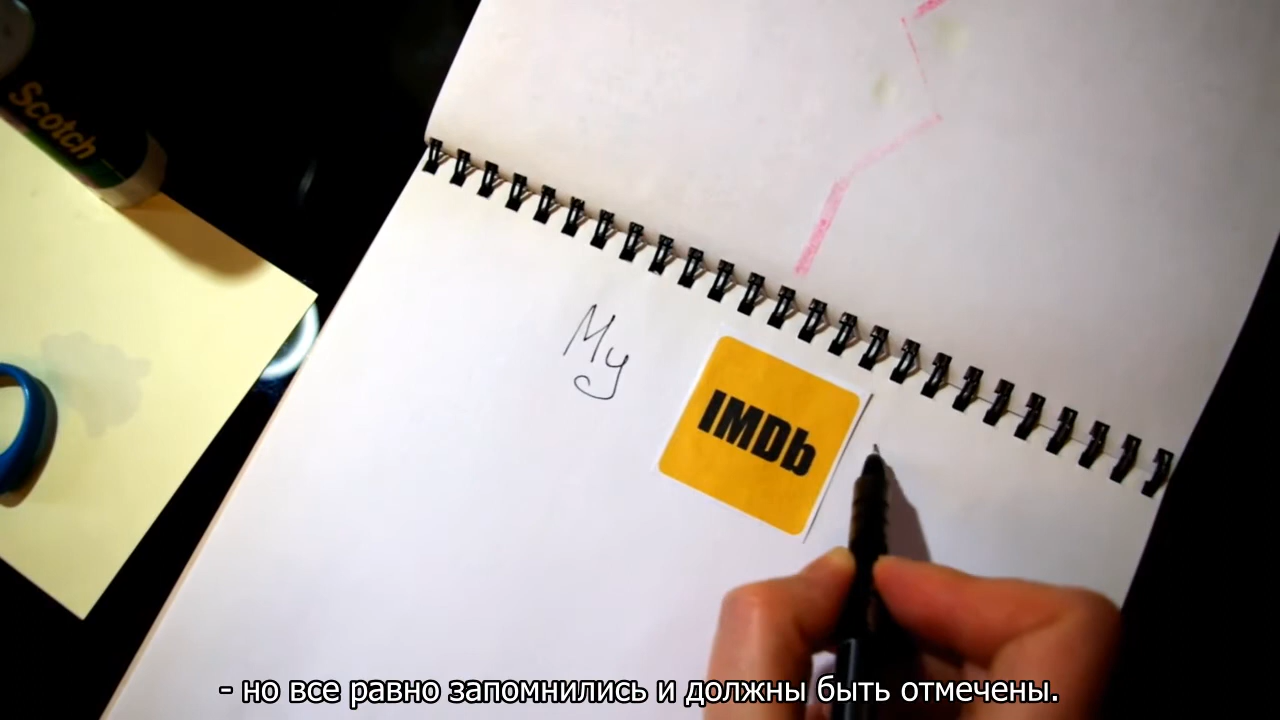 Scotch
My
IMDb
- но все равно запомнились и должны быть отмечены.